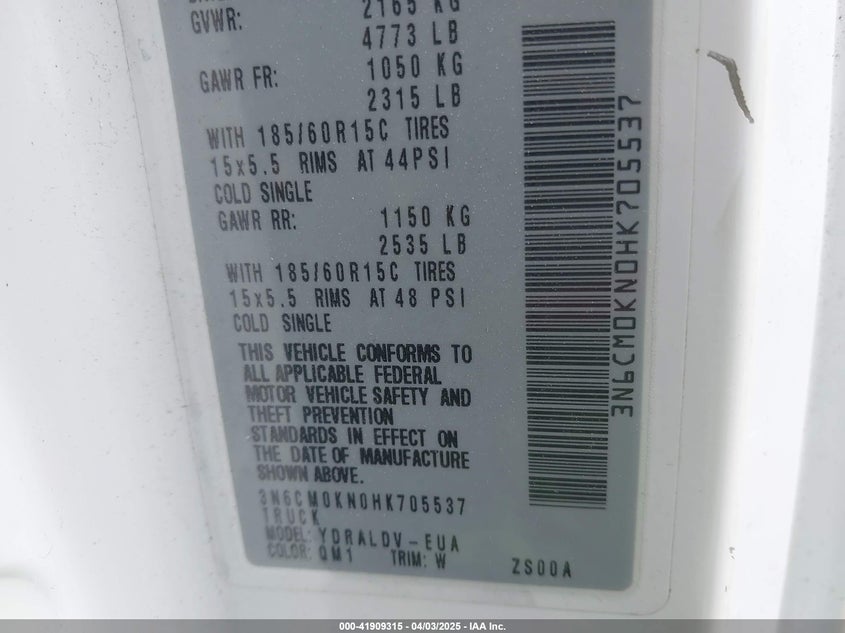 2165 KG
GVWR:
4773 LB
GAWR FR: 1050 KG
2315 LB
WITH 185/60R15C TIRES
15x5.5 RIMS AT 44PSI
COLD SINGLE
GAWR RR: 1150 KG
2535 LB
WITH 185/60R15C TIRES
15x5.5 RIMS AT 48 PSI
COLD SINGLE
THIS VEHICLE CONFORMS TO
ALL APPLICABLE FEDERAL
MOTOR VEHICLE SAFETY AND
THEFT PREVENTION
STANDARDS IN EFFECT ON
THE DATE OF MANUFACTURE
SHOWN ABOVE.
3N6CM0KN0HK705537
TRUCK
MODEL: YDRALDV-EUA
COLOR: QM1 TRIM: W ZS00A
3N6CM0KN0HK705537
000-41909315 - 04/03/2025 - IAA Inc.